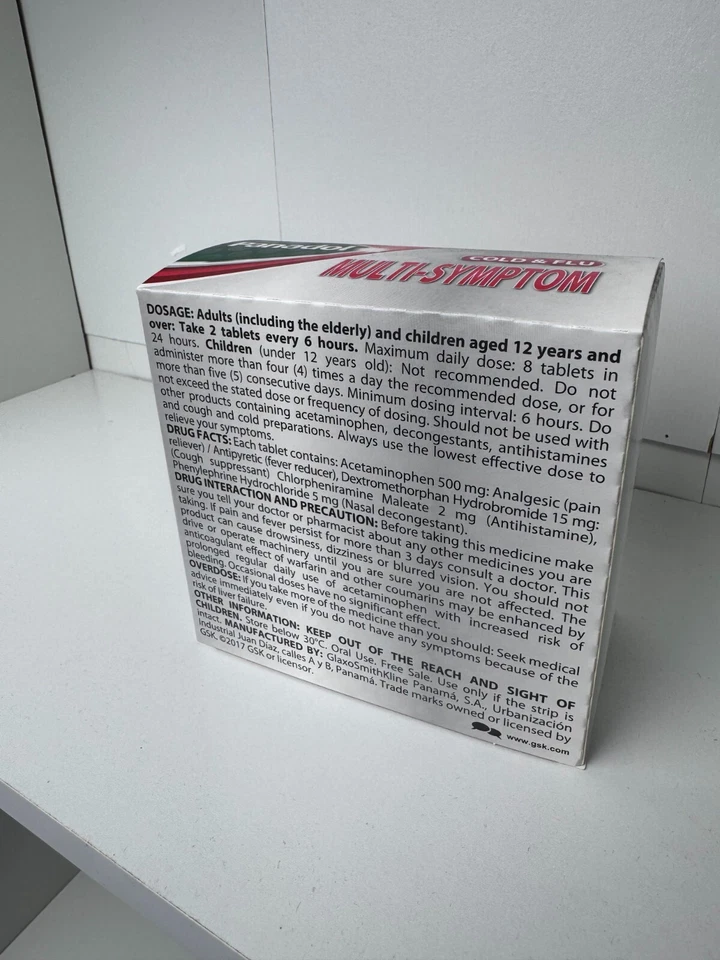 Panadol
COLD & FLU
MULTI-SYMPTOM
DOSAGE: Adults (including the elderly) and children aged 12 years and
over: Take 2 tablets every 6 hours. Maximum daily dose: 8 tablets in
24 hours. Children (under 12 years old): Not recommended. Do not
administer more than four (4) times a day the recommended dose, or for
more than five (5) consecutive days. Minimum dosing interval: 6 hours. Do
not exceed the stated dose or frequency of dosing. Should not be used with
other products containing acetaminophen, decongestants, antihistamines
and cough and cold preparations. Always use the lowest effective dose to
relieve your symptoms.
DRUG FACTS: Each tablet contains: Acetaminophen 500 mg: Analgesic (pain
reliever) / Antipyretic (fever reducer), Dextromethorphan Hydrobromide 15 mg:
(Cough suppressant) Chlorpheniramine Maleate 2 mg (Antihistamine),
Phenylephrine Hydrochloride 5 mg (Nasal decongestant).
DRUG INTERACTION AND PRECAUTION: Before taking this medicine make
sure you tell your doctor or pharmacist about any other medicines you are
taking. If pain and fever persist for more than 3 days consult a doctor. This
product can cause drowsiness, dizziness or blurred vision. You should not
drive or operate machinery until you are sure you are not affected. The
anticoagulant effect of warfarin and other coumarins may be enhanced by
prolonged regular daily use of acetaminophen with increased risk of
bleeding. Occasional doses have no significant effect.
OVERDOSE: If you take more of the medicine than you should: Seek medical
advice immediately even if you do not have any symptoms because of the
risk of liver failure.
OTHER INFORMATION: KEEP OUT OF THE REACH AND SIGHT OF
CHILDREN. Store below 30°C. Oral Use. Free Sale. Use only if the strip is
intact. MANUFACTURED BY: GlaxoSmithKline Panamá, S.A., Urbanización
Industrial Juan Díaz, calles A y B, Panamá. Trade marks owned or licensed by
GSK. ©2017 GSK or licensor.
www.gsk.com